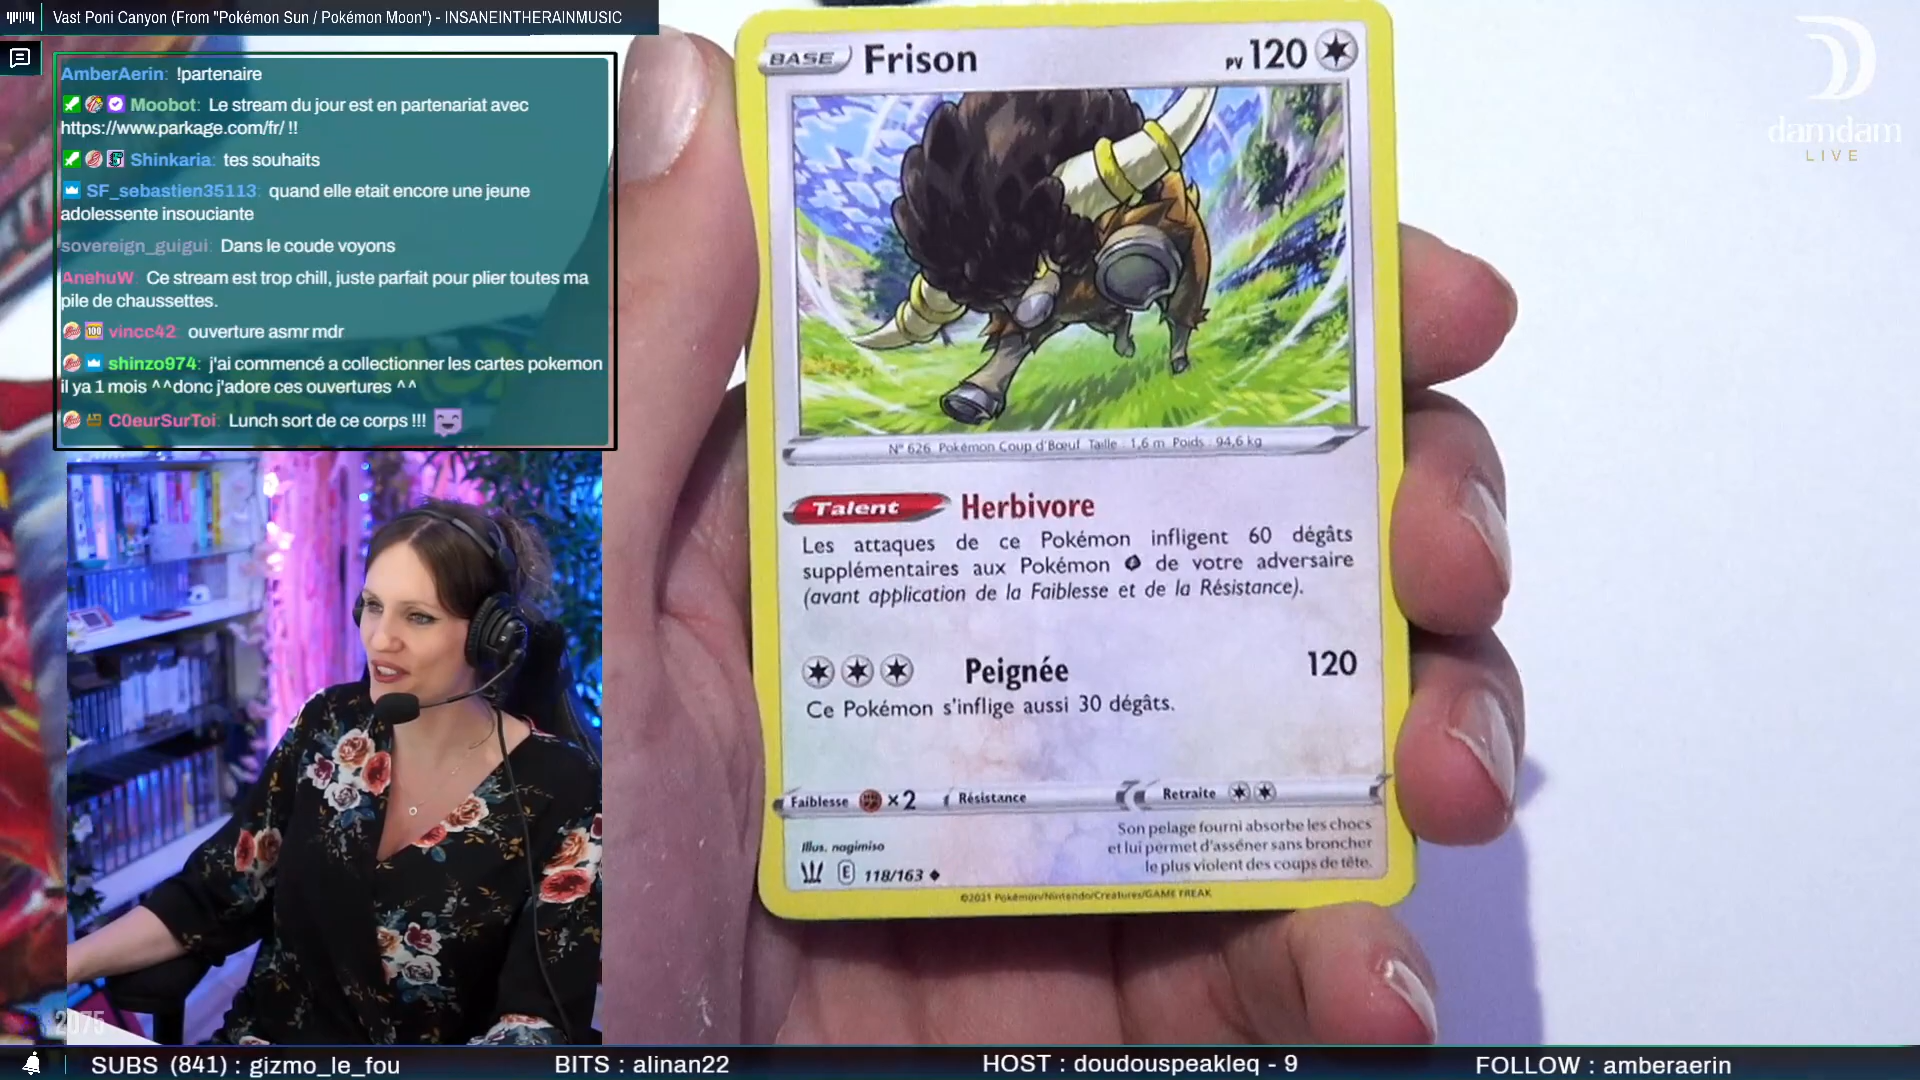 Vast Poni Canyon (From "Pokémon Sun / Pokémon Moon") - INSANEINTHERAINMUSIC
AmberAerin: !partenaire
Moobot: Le stream du jour est en partenariat avec
https://www.parkage.com/fr/ !!
Shinkaria: tes souhaits
SF_sebastien35113: quand elle etait encore une jeune
adolessente insouciante
sovereign_guigui: Dans le coude voyons
AnehuW: Ce stream est trop chill, juste parfait pour plier toutes ma
pile de chaussettes.
100 vincc42: ouverture asmr mdr
shinzo974: j'ai commencé a collectionner les cartes pokemon
il ya 1 mois ^^donc j'adore ces ouvertures ^^
C0eurSurToi: Lunch sort de ce corps !!!
BASE Frison PV 120
N° 626 Pokémon Coup d'Bœuf Taille : 1,6 m Poids : 94,6 kg
Talent Herbivore
Les attaques de ce Pokémon infligent 60 dégâts
supplémentaires aux Pokémon de votre adversaire
(avant application de la Faiblesse et de la Résistance).
Peignée 120
Ce Pokémon s'inflige aussi 30 dégâts.
Faiblesse ×2 Résistance Retraite
Son pelage fourni absorbe les chocs
et lui permet d'asséner sans broncher
le plus violent des coups de tête.
Illus. nagimiso
E 118/163
©2021 Pokémon/Nintendo/Creatures/GAME FREAK
damdam
LIVE
2075
SUBS (841) : gizmo_le_fou BITS : alinan22 HOST : doudouspeakleq - 9 FOLLOW : amberaerin